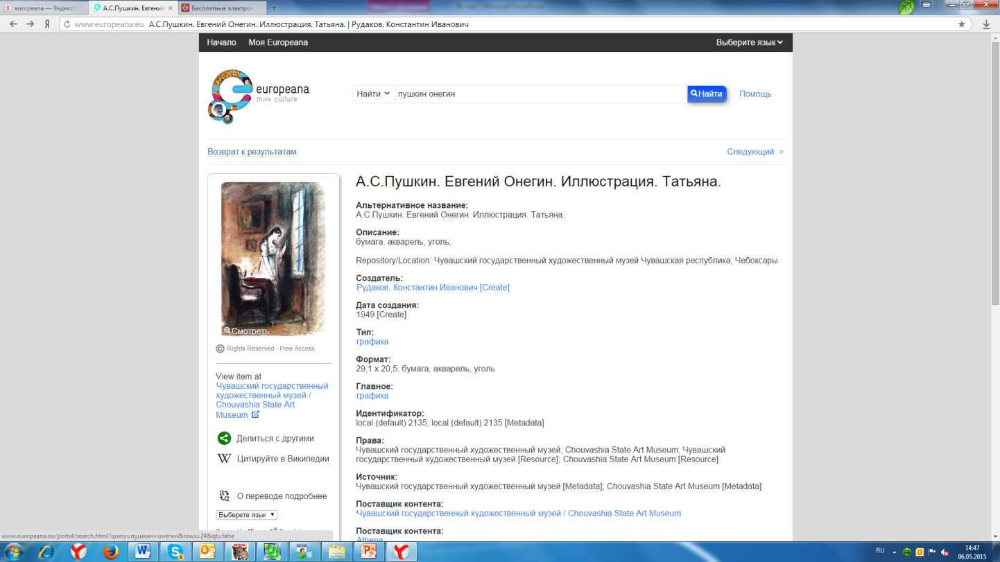 europeana — Яндекс
А.С.Пушкин. Евгений
Бесплатные электрон
www.europeana.eu А.С.Пушкин. Евгений Онегин. Иллюстрация. Татьяна. | Рудаков, Константин Иванович
Начало Моя Europeana Выберите язык
europeana
think culture
Найти пушкин онегин Найти Помощь
Возврат к результатам Следующий >
А.С.Пушкин. Евгений Онегин. Иллюстрация. Татьяна.
Альтернативное название:
А.С.Пушкин. Евгений Онегин. Иллюстрация. Татьяна.
Описание:
бумага, акварель, уголь;
Repository/Location: Чувашский государственный художественный музей Чувашская республика, Чебоксары
Создатель:
Рудаков, Константин Иванович [Create]
Дата создания:
1949 [Create]
Тип:
графика
Формат:
29,1 x 20,5; бумага, акварель, уголь
Главное:
графика
Идентификатор:
local (default) 2135; local (default) 2135 [Metadata]
Права:
Чувашский государственный художественный музей; Chouvashia State Art Museum; Чувашский
государственный художественный музей [Resource]; Chouvashia State Art Museum [Resource]
Источник:
Чувашский государственный художественный музей [Metadata]; Chouvashia State Art Museum [Metadata]
Поставщик контента:
Чувашский государственный художественный музей / Chouvashia State Art Museum
Поставщик контента:
Athena
Смотреть
Rights Reserved - Free Access
View item at
Чувашский государственный
художественный музей /
Chouvashia State Art
Museum
Делиться с другими
Цитируйте в Википедии
О переводе подробнее
Выберете язык
www.europeana.eu/portal/search.html?query=пушкин+онегин&rows=24&qt=false
RU
14:47
06.05.2015